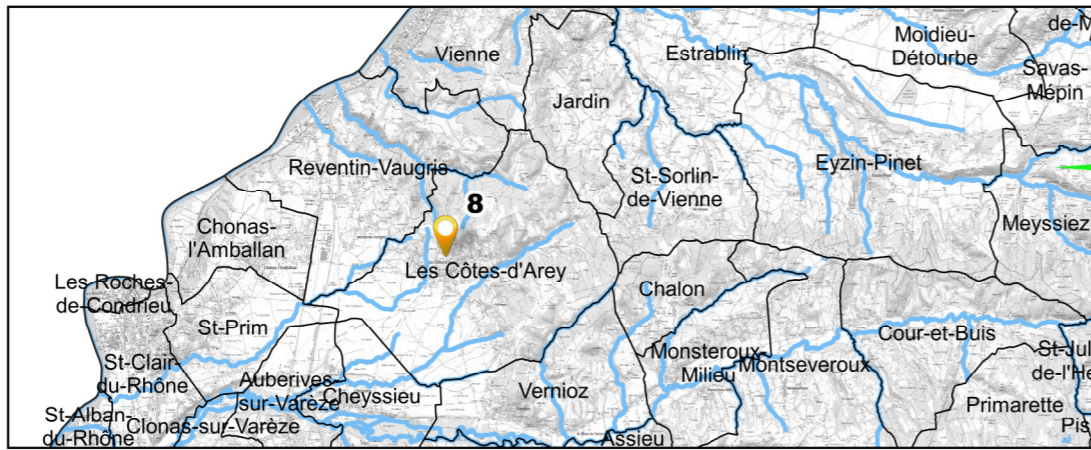 Vienne
Estrablin
Moidieu-
Détourbe
de-M
Savas-
Mépin
Jardin
Reventin-Vaugris
St-Sorlin-
de-Vienne
Eyzin-Pinet
8
Chonas-
l'Amballan
Meyssiez
Les Côtes-d'Arey
Les Roches-
de-Condrieu
Chalon
St-Prim
Cour-et-Buis
St-Clair-
du-Rhône
Monsteroux-
Milieu
Montseveroux
St-Jul
de-l'He
Auberives-
sur-Varèze
Cheyssieu
Vernioz
Primarette
St-Alban-
du-Rhône
Clonas-sur-Varèze
Assieu
Pis